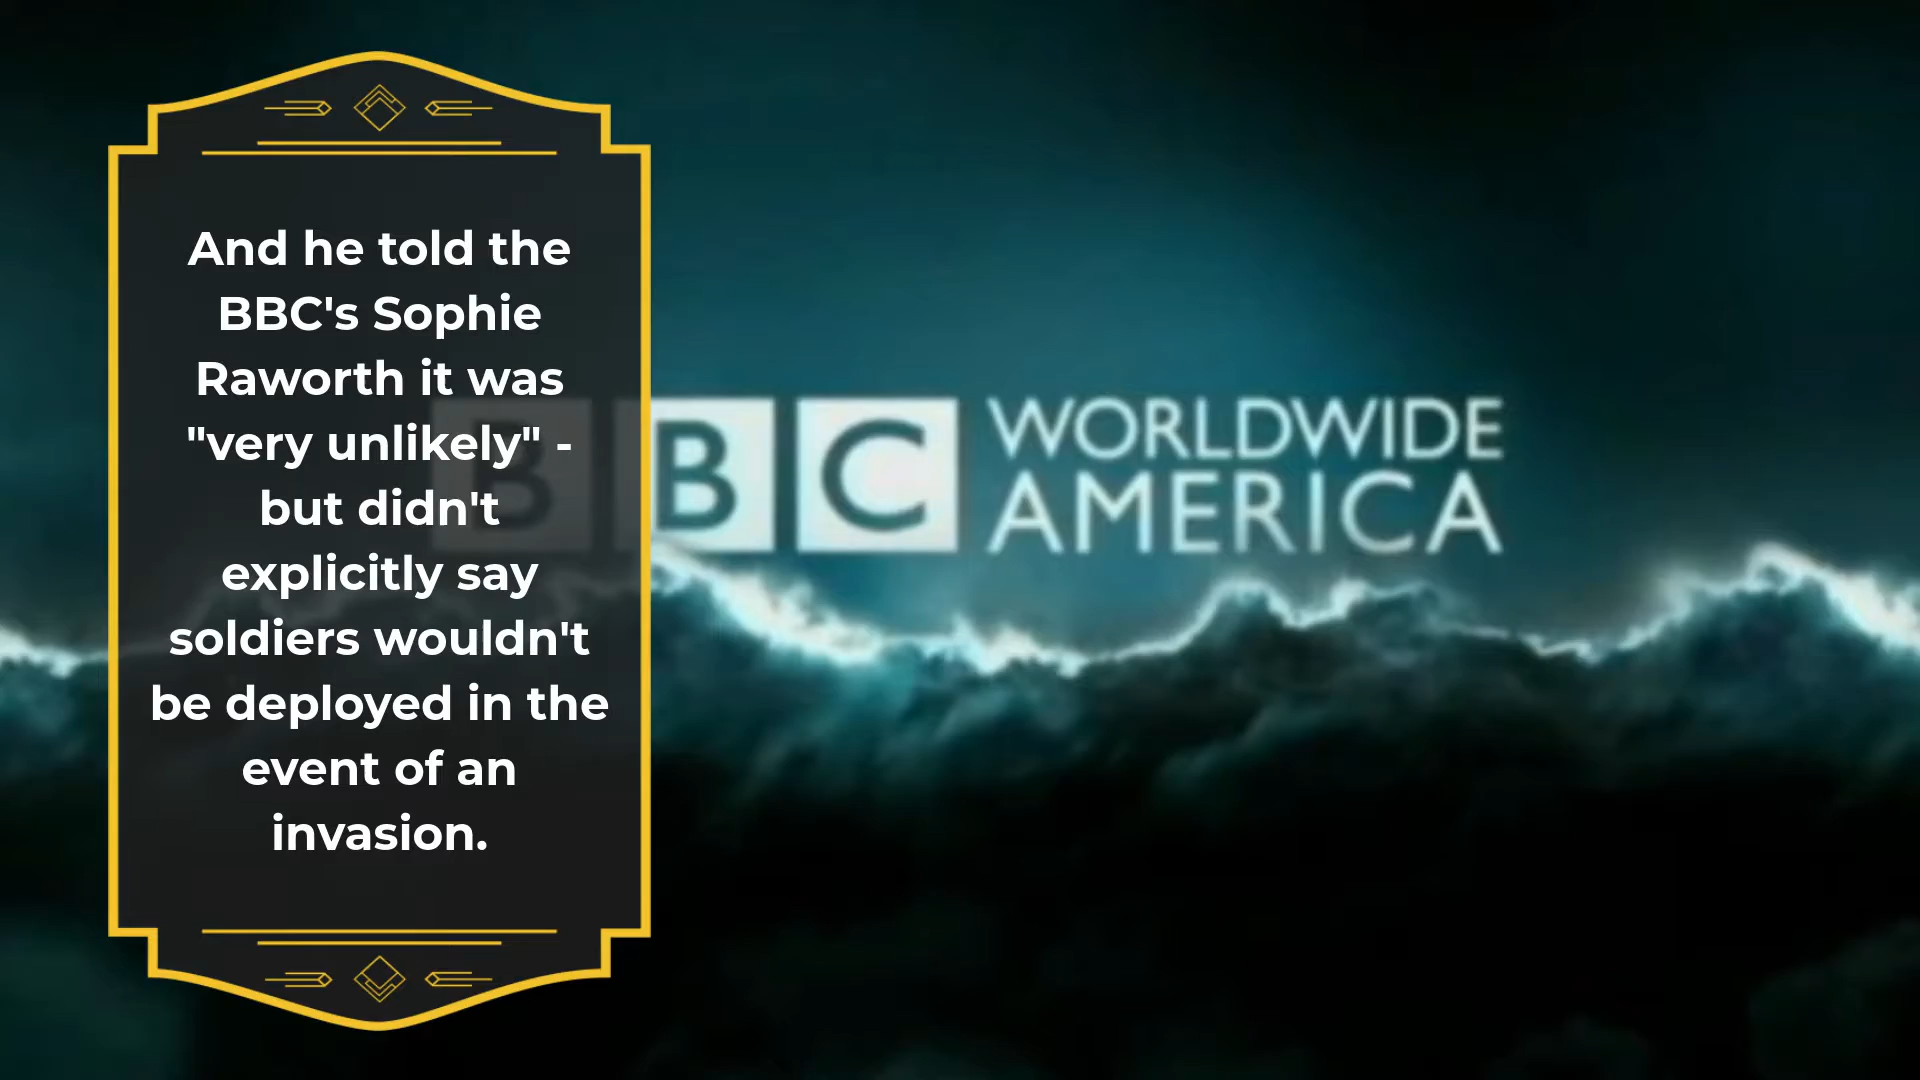 And he told the
BBC's Sophie
Raworth it was
"very unlikely" -
but didn't
explicitly say
soldiers wouldn't
be deployed in the
event of an
invasion.
BBC WORLDWIDE
AMERICA